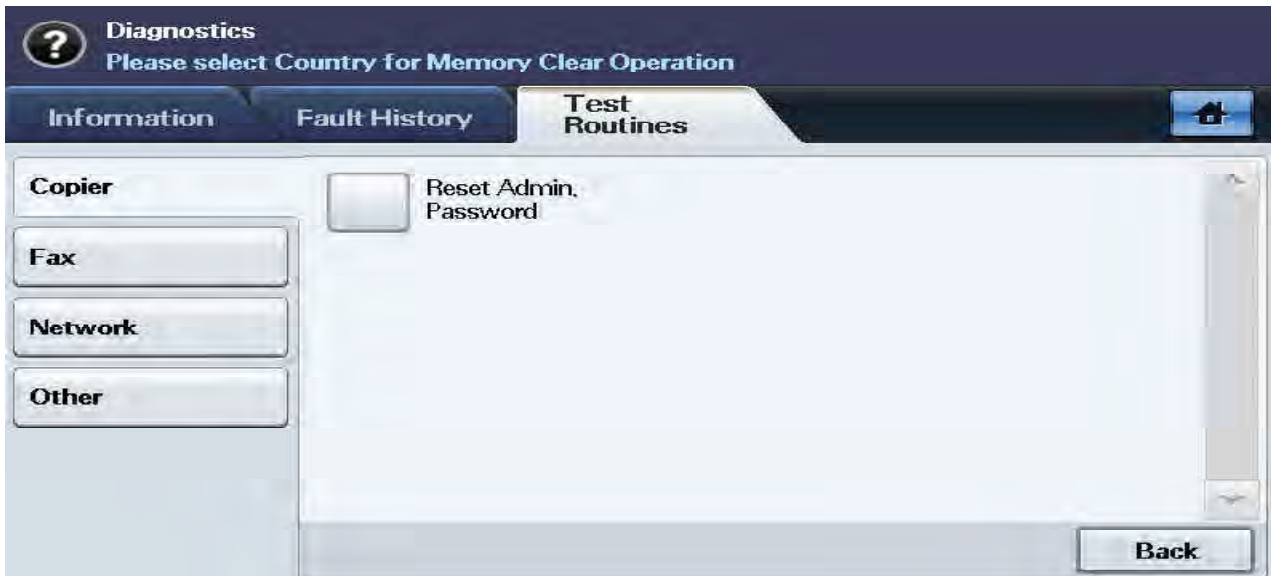 ?
Diagnostics
Please select Country for Memory Clear Operation
Information
Fault History
Test
Routines
Copier
Reset Admin.
Password
Fax
Network
Other
Back